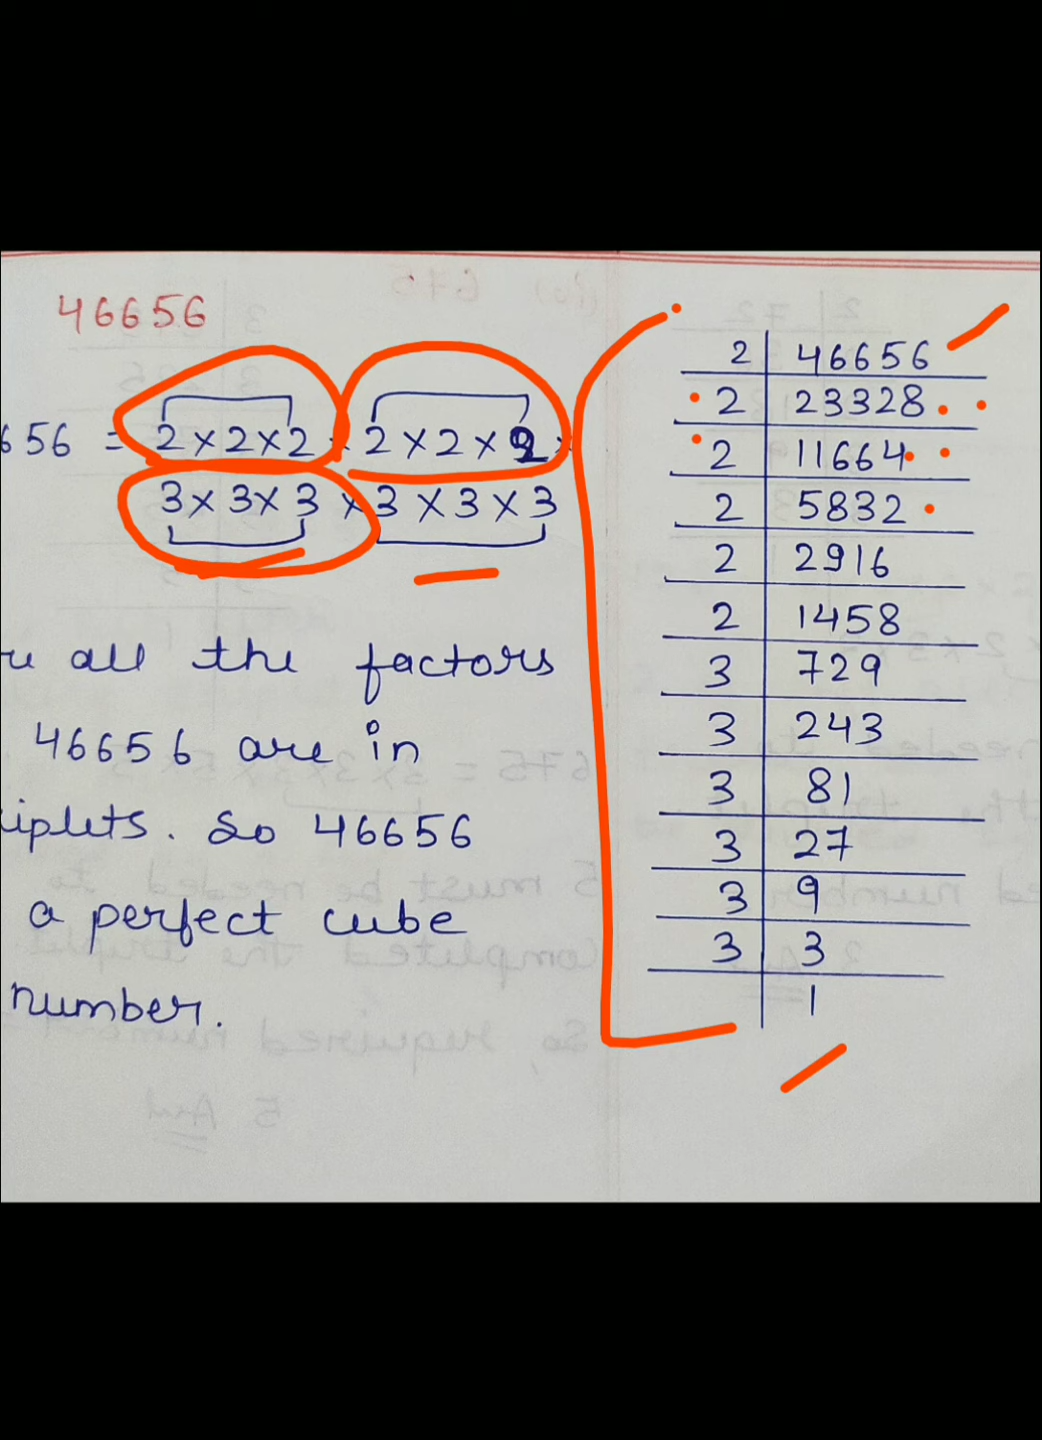 46656
656 = 2×2×2 × 2×2×2 ×
3×3×3 × 3×3×3
all the factors
46656 are in
iplets. So 46656
a perfect cube
number.
2 | 46656
2 | 23328
2 | 11664
2 | 5832
2 | 2916
2 | 1458
3 | 729
3 | 243
3 | 81
3 | 27
3 | 9
3 | 3
1